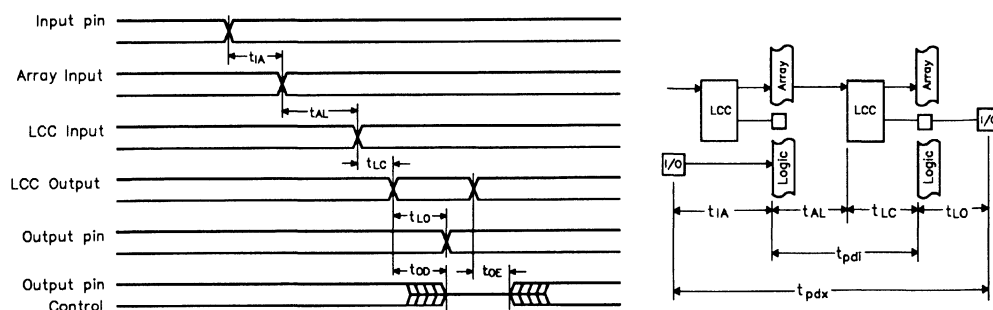 Input pin
tIA
Array Input
tAL
LCC Input
tLC
LCC Output
tLO
Output pin
tOD
tOE
Output pin
Control
Array
Array
LCC
LCC
I/O
I/O
Logic
Logic
tIA
tAL
tLC
tLO
tpdi
tpdx